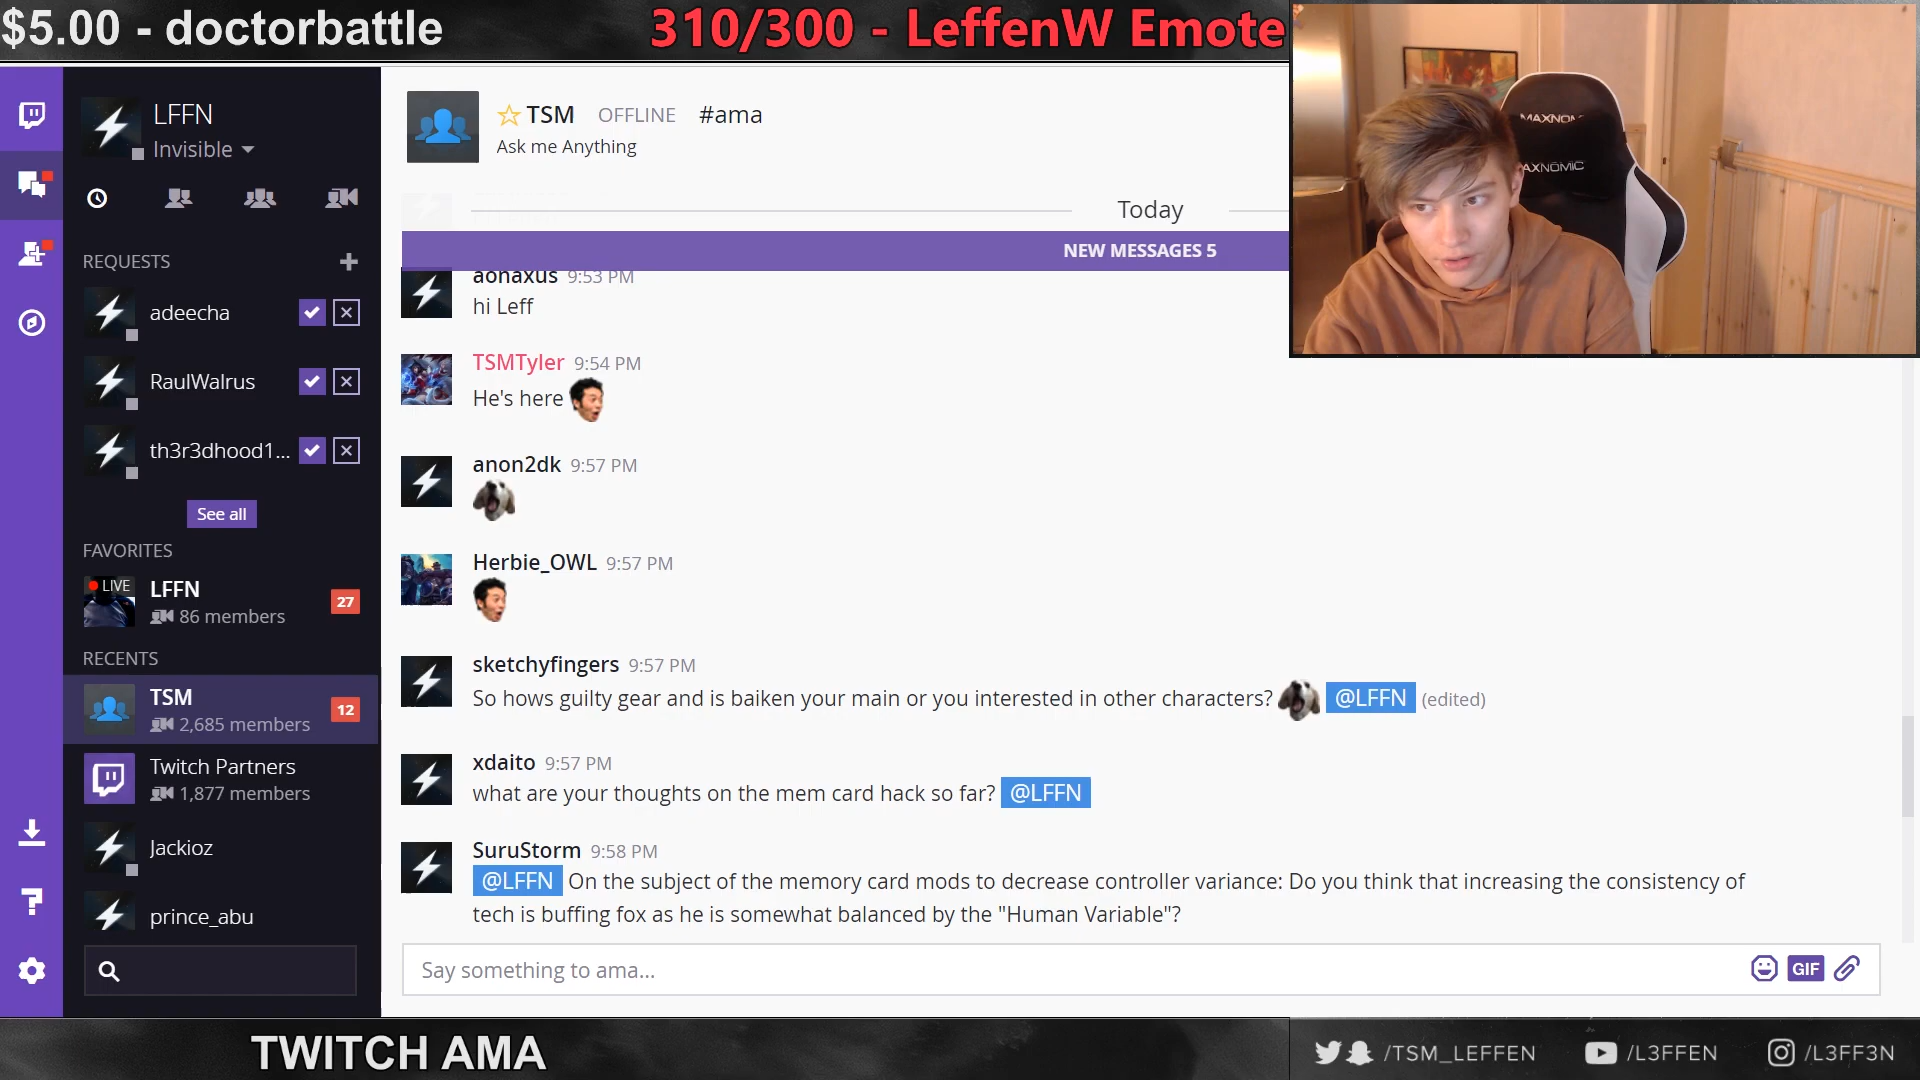 $5.00 - doctorbattle
310/300 - LeffenW Emote
LFFN
Invisible
REQUESTS
adeecha
RaulWalrus
th3r3dhood1...
See all
FAVORITES
LIVE
LFFN
86 members
27
RECENTS
TSM
2,685 members
12
Twitch Partners
1,877 members
Jackioz
prince_abu
TSM OFFLINE #ama
Ask me Anything
Today
NEW MESSAGES 5
aonaxus 9:53 PM
hi Leff
TSMTyler 9:54 PM
He's here
anon2dk 9:57 PM
Herbie_OWL 9:57 PM
sketchyfingers 9:57 PM
So hows guilty gear and is baiken your main or you interested in other characters? @LFFN (edited)
xdaito 9:57 PM
what are your thoughts on the mem card hack so far? @LFFN
SuruStorm 9:58 PM
@LFFN On the subject of the memory card mods to decrease controller variance: Do you think that increasing the consistency of
tech is buffing fox as he is somewhat balanced by the "Human Variable"?
Say something to ama...
GIF
MAXNOMIC
TWITCH AMA
/TSM_LEFFEN
/L3FFEN
/L3FF3N